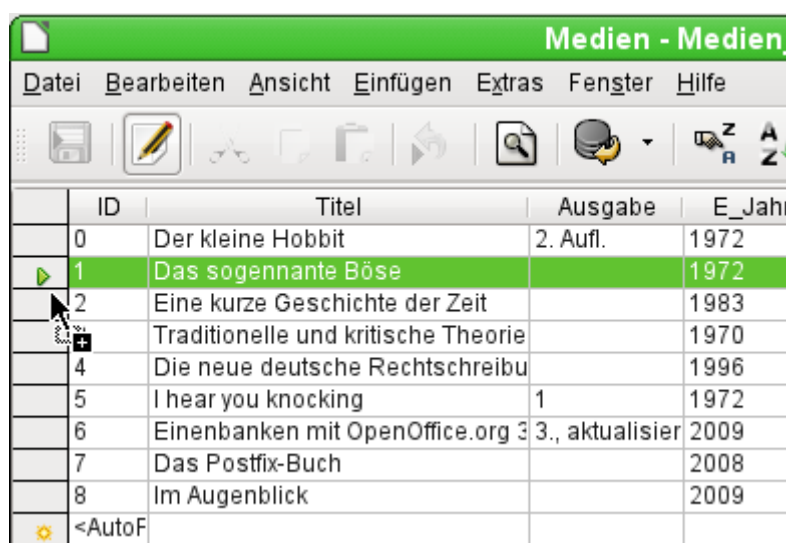 Medien - Medien_
Datei Bearbeiten Ansicht Einfügen Extras Fenster Hilfe
Z A
A Z
ID Titel Ausgabe E_Jahr
0 Der kleine Hobbit 2. Aufl. 1972
1 Das sogennante Böse 1972
2 Eine kurze Geschichte der Zeit 1983
Traditionelle und kritische Theorie 1970
4 Die neue deutsche Rechtschreibu 1996
5 I hear you knocking 1 1972
6 Einenbanken mit OpenOffice.org 3 3., aktualisier 2009
7 Das Postfix-Buch 2008
8 Im Augenblick 2009
<AutoF